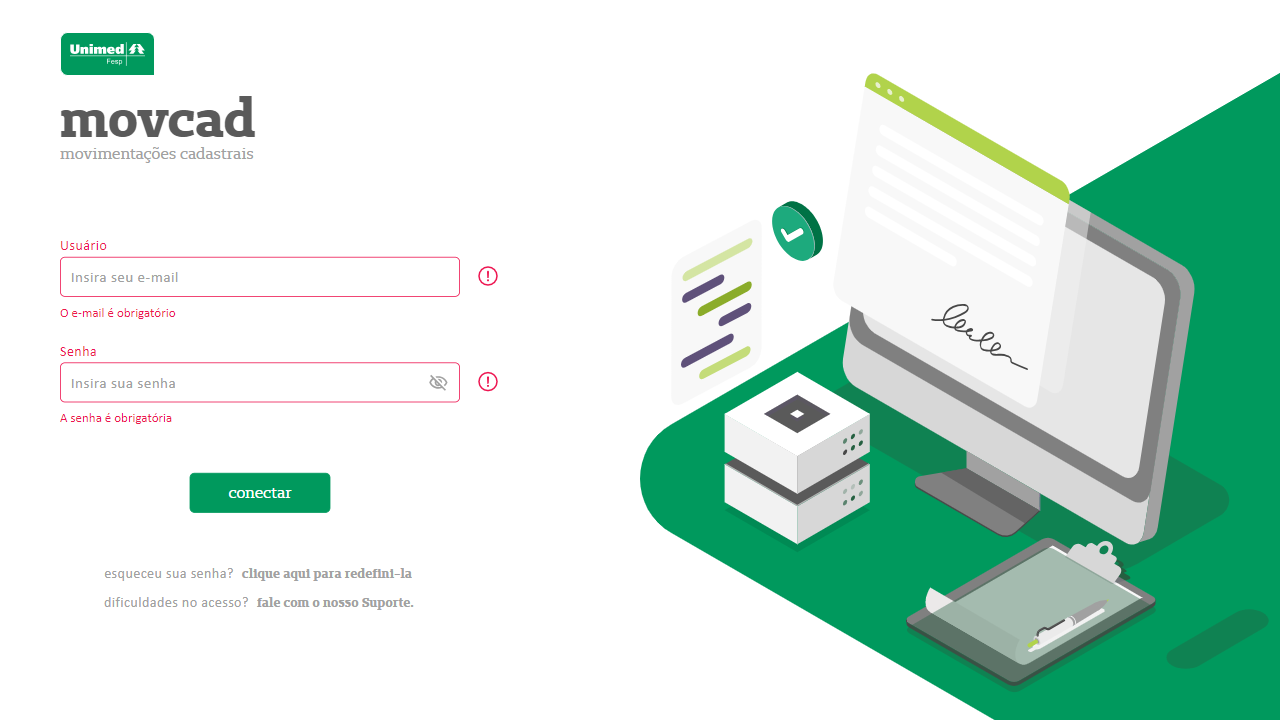 Unimed
Fesp
movcad
movimentações cadastrais
Usuário
Insira seu e-mail
O e-mail é obrigatório
Senha
Insira sua senha
A senha é obrigatória
conectar
esqueceu sua senha? clique aqui para redefini-la
dificuldades no acesso? fale com o nosso Suporte.